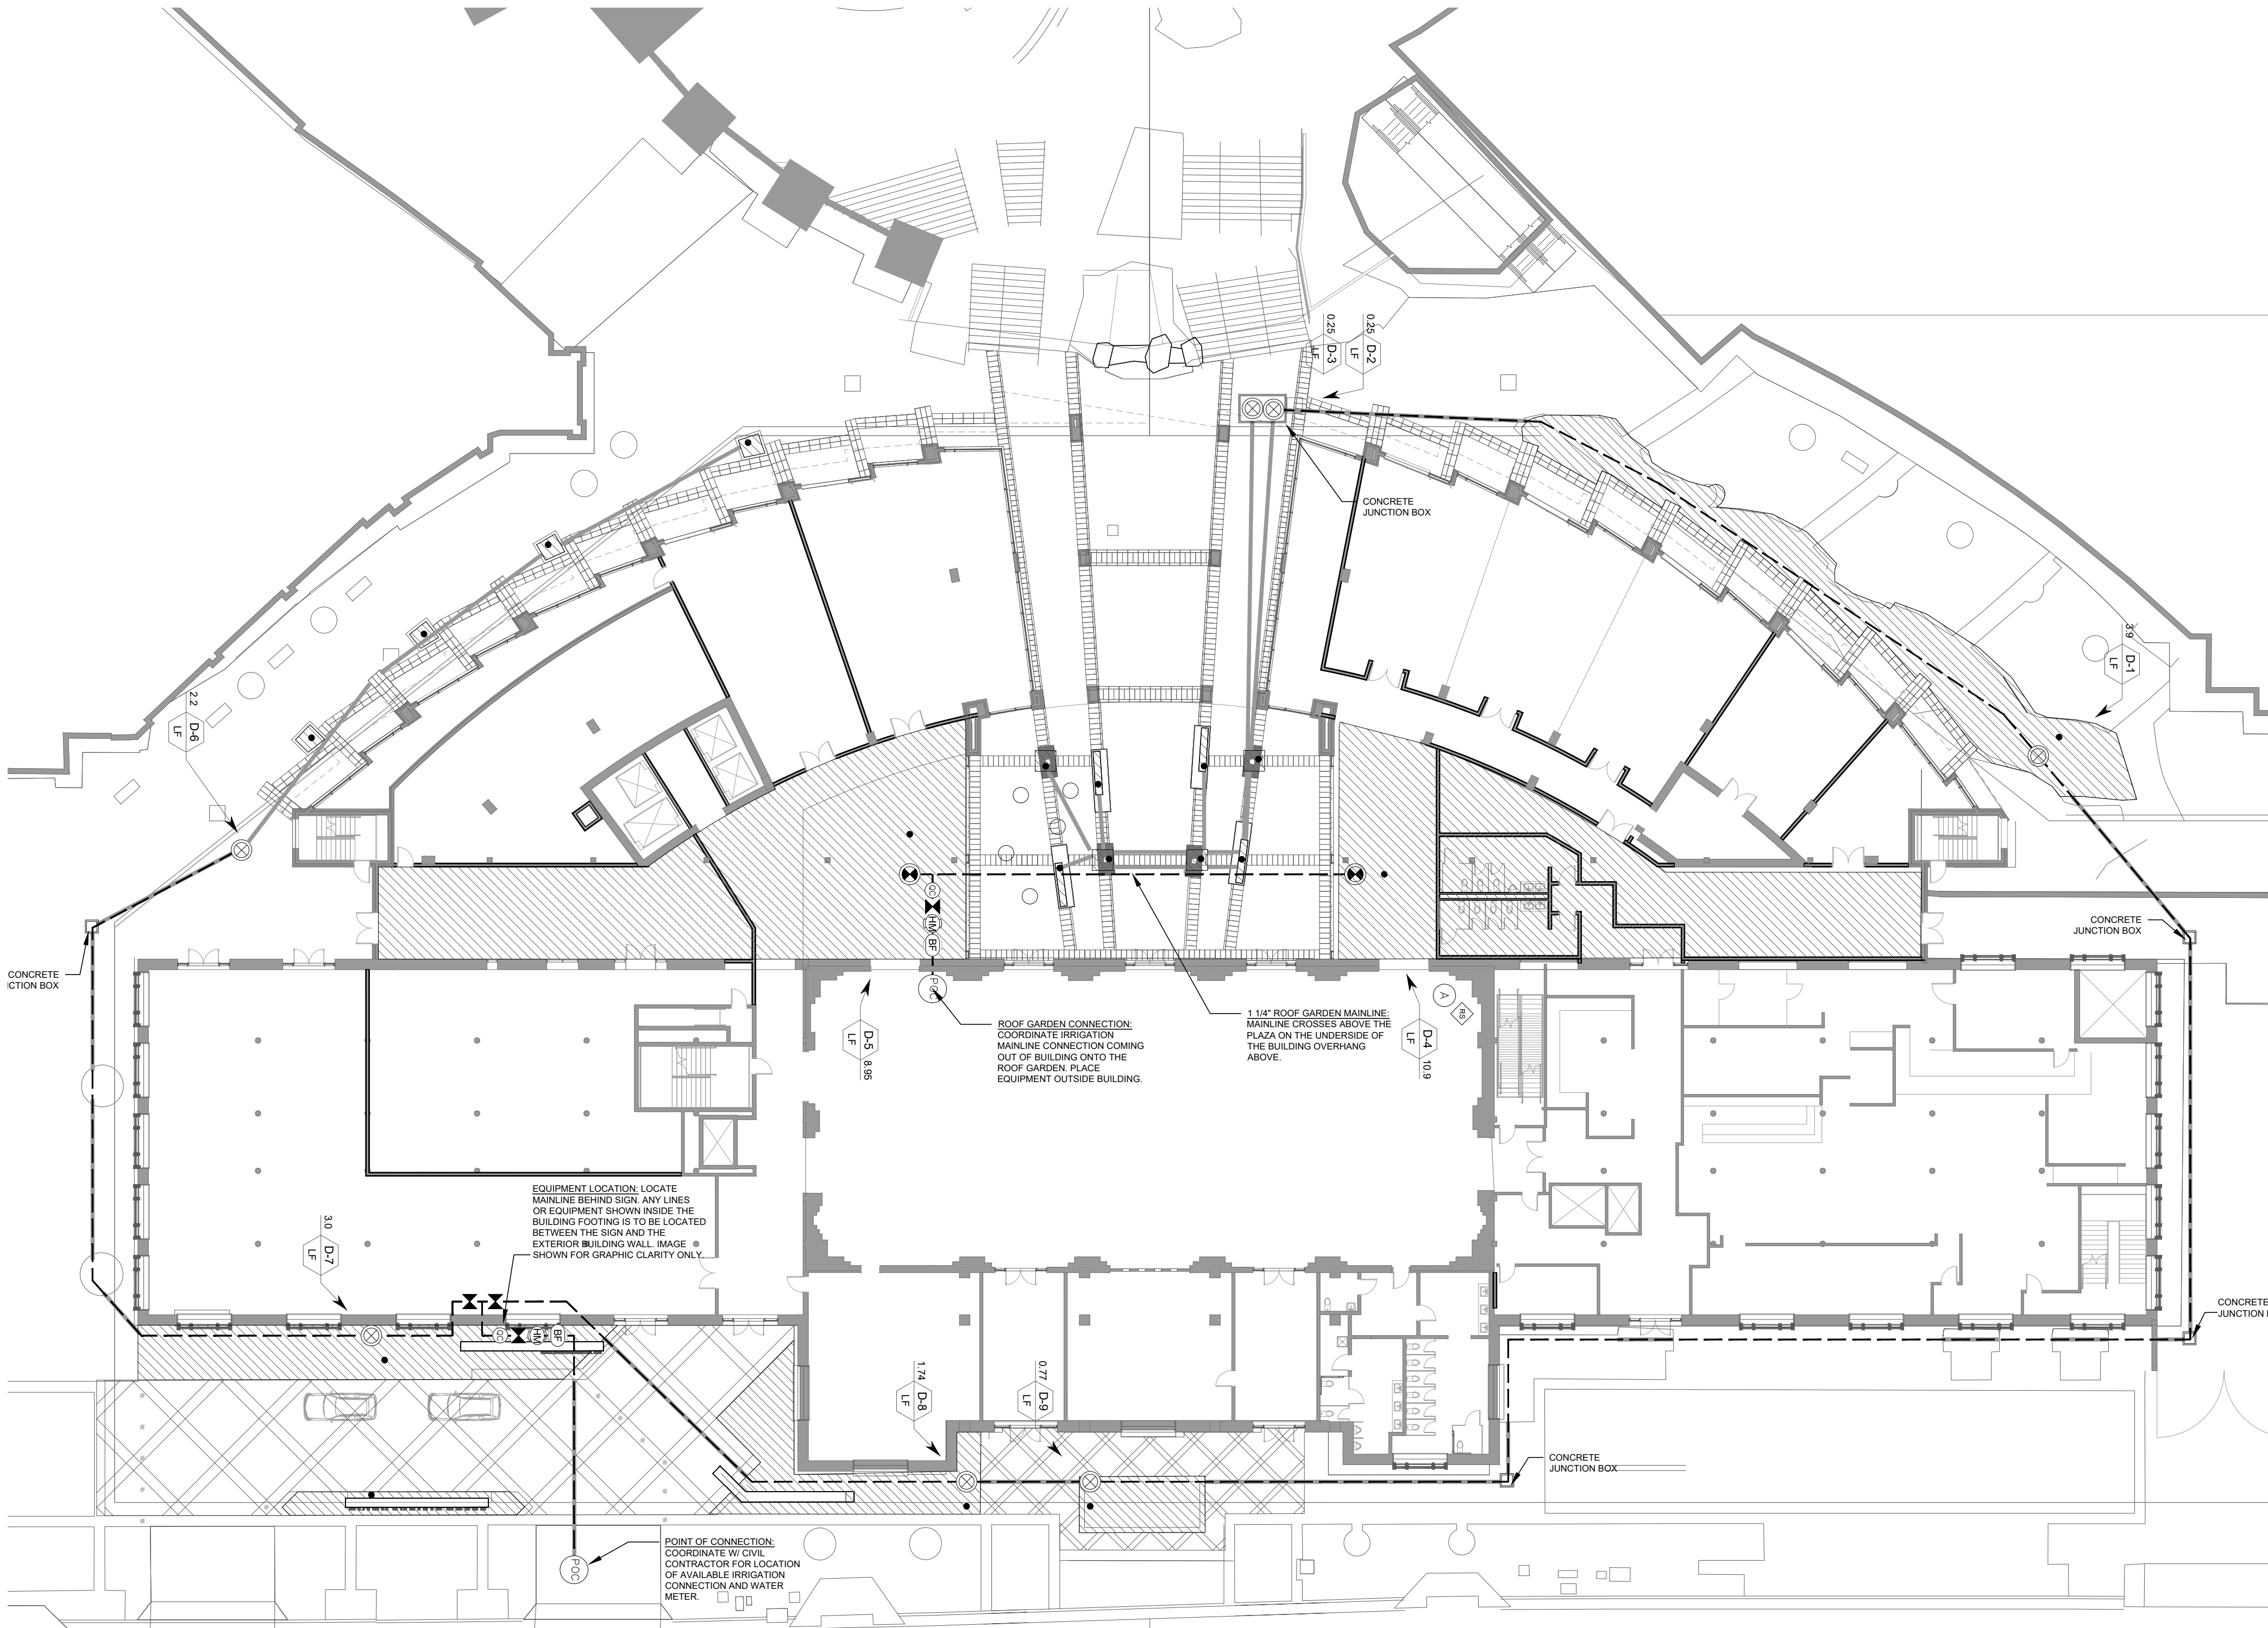 0.25
D-3
LF
0.25
D-2
LF
CONCRETE
JUNCTION BOX
3.9
D-1
LF
2.2
D-6
LF
QC
HM
BF
POC
CONCRETE
JUNCTION BOX
CONCRETE
CTION BOX
A
RS
ROOF GARDEN CONNECTION:
COORDINATE IRRIGATION
MAINLINE CONNECTION COMING
OUT OF BUILDING ONTO THE
ROOF GARDEN. PLACE
EQUIPMENT OUTSIDE BUILDING.
1 1/4" ROOF GARDEN MAINLINE:
MAINLINE CROSSES ABOVE THE
PLAZA ON THE UNDERSIDE OF
THE BUILDING OVERHANG
ABOVE.
D-5
LF
8.95
D-4
LF
10.9
EQUIPMENT LOCATION: LOCATE
MAINLINE BEHIND SIGN. ANY LINES
OR EQUIPMENT SHOWN INSIDE THE
BUILDING FOOTING IS TO BE LOCATED
BETWEEN THE SIGN AND THE
EXTERIOR BUILDING WALL. IMAGE
SHOWN FOR GRAPHIC CLARITY ONLY.
3.0
D-7
LF
CONCRETE
JUNCTION
QC
HM
BF
1.74
D-8
LF
0.77
D-9
LF
CONCRETE
JUNCTION BOX
POINT OF CONNECTION:
COORDINATE W/ CIVIL
CONTRACTOR FOR LOCATION
OF AVAILABLE IRRIGATION
CONNECTION AND WATER
METER.
POC